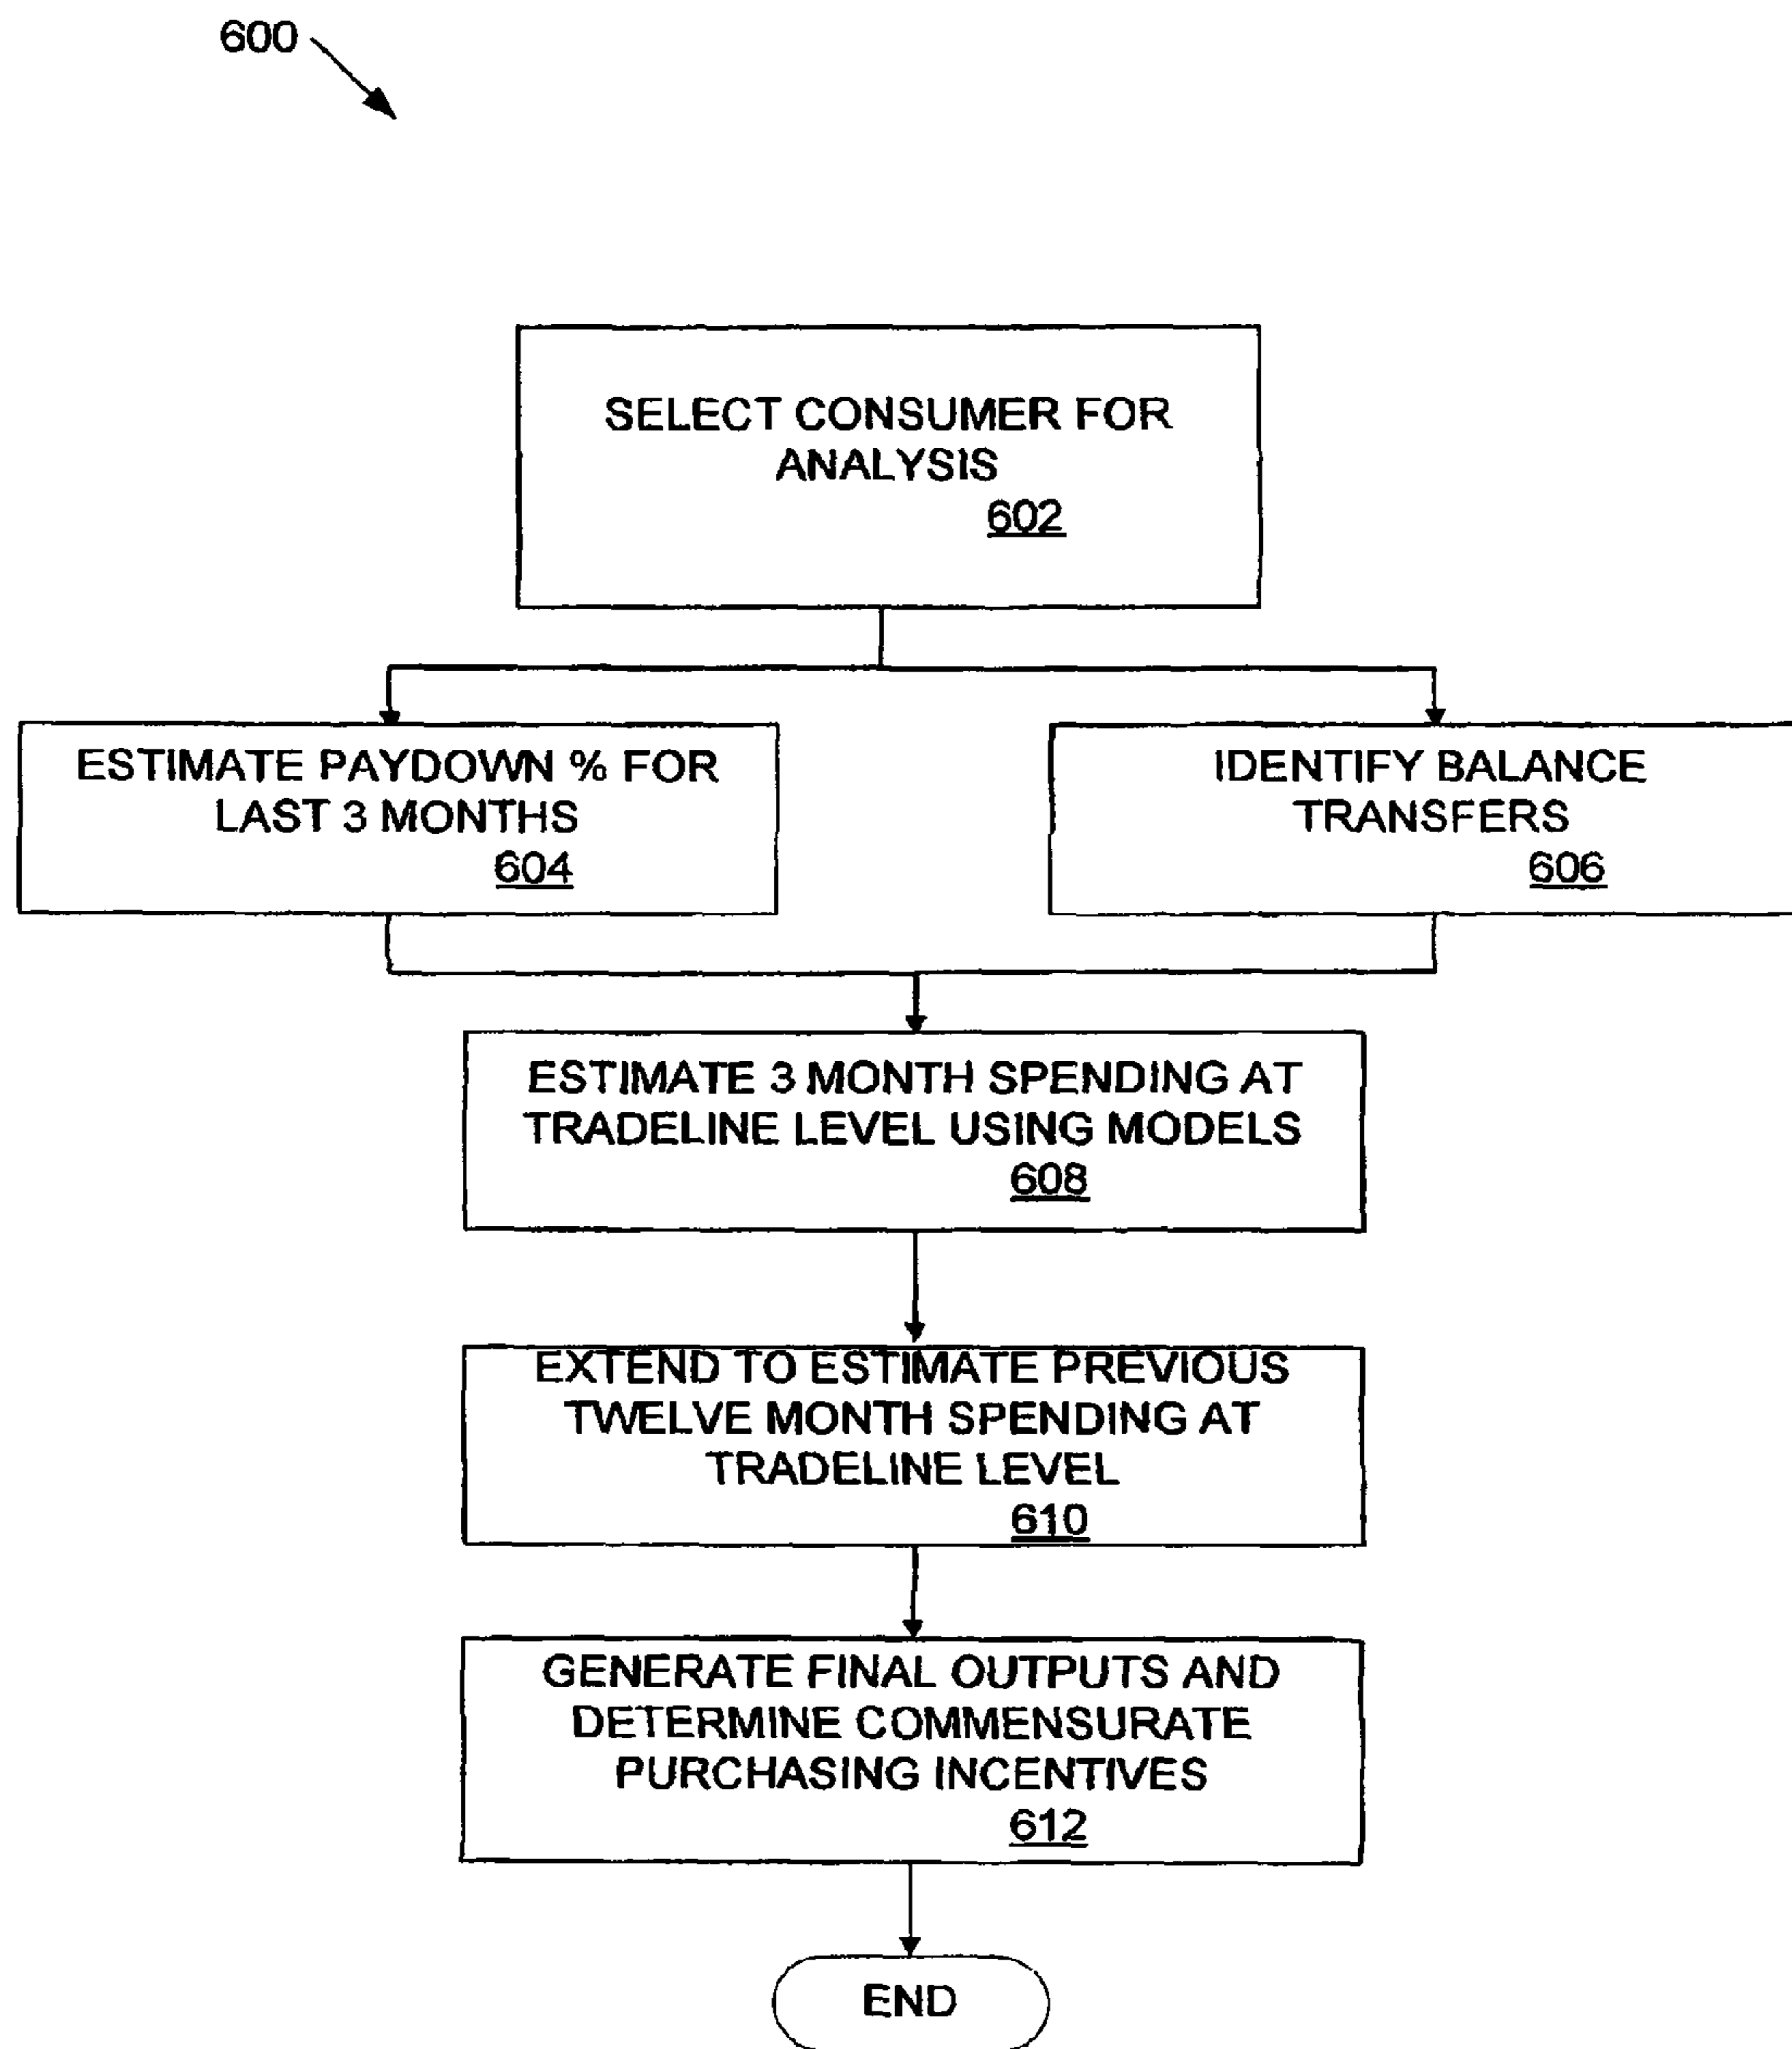 600
SELECT CONSUMER FOR
ANALYSIS
602
ESTIMATE PAYDOWN % FOR
LAST 3 MONTHS
604
IDENTIFY BALANCE
TRANSFERS
606
ESTIMATE 3 MONTH SPENDING AT
TRADELINE LEVEL USING MODELS
608
EXTEND TO ESTIMATE PREVIOUS
TWELVE MONTH SPENDING AT
TRADELINE LEVEL
610
GENERATE FINAL OUTPUTS AND
DETERMINE COMMENSURATE
PURCHASING INCENTIVES
612
END